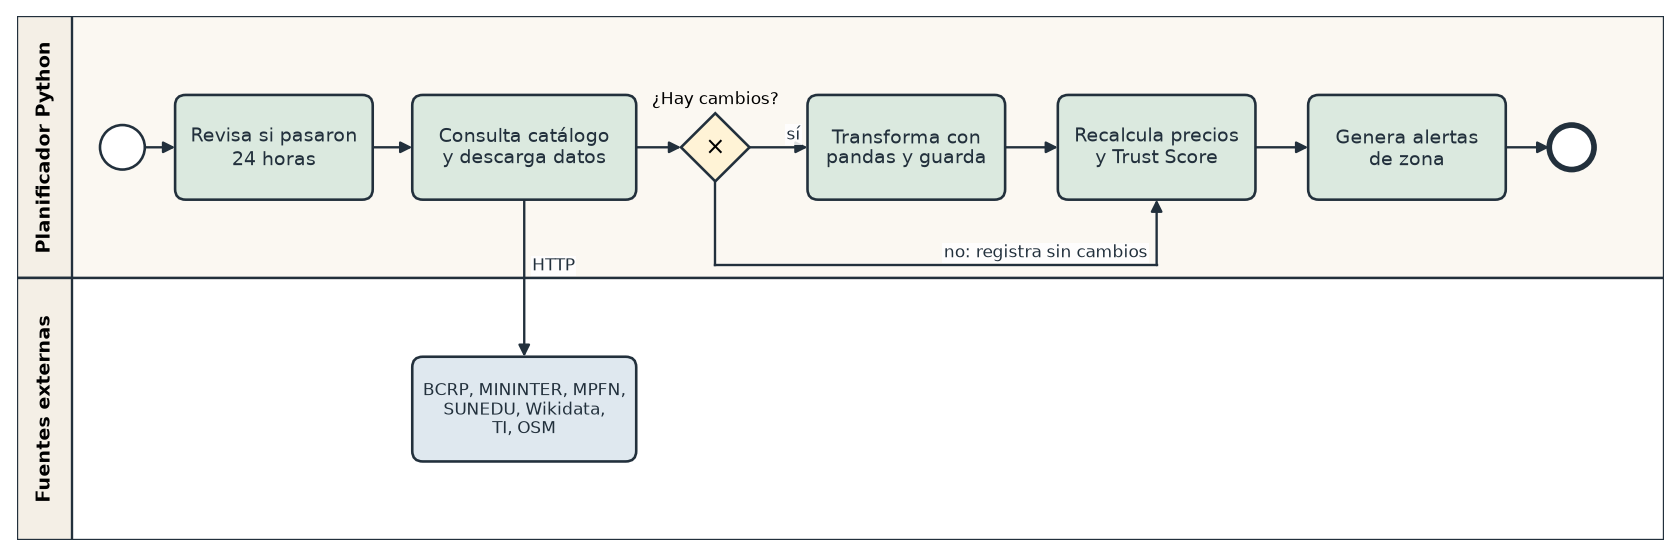 Planificador Python
Revisa si pasaron
24 horas
Consulta catálogo
y descarga datos
¿Hay cambios?
sí
Transforma con
pandas y guarda
Recalcula precios
y Trust Score
Genera alertas
de zona
no: registra sin cambios
HTTP
Fuentes externas
BCRP, MININTER, MPFN,
SUNEDU, Wikidata,
TI, OSM